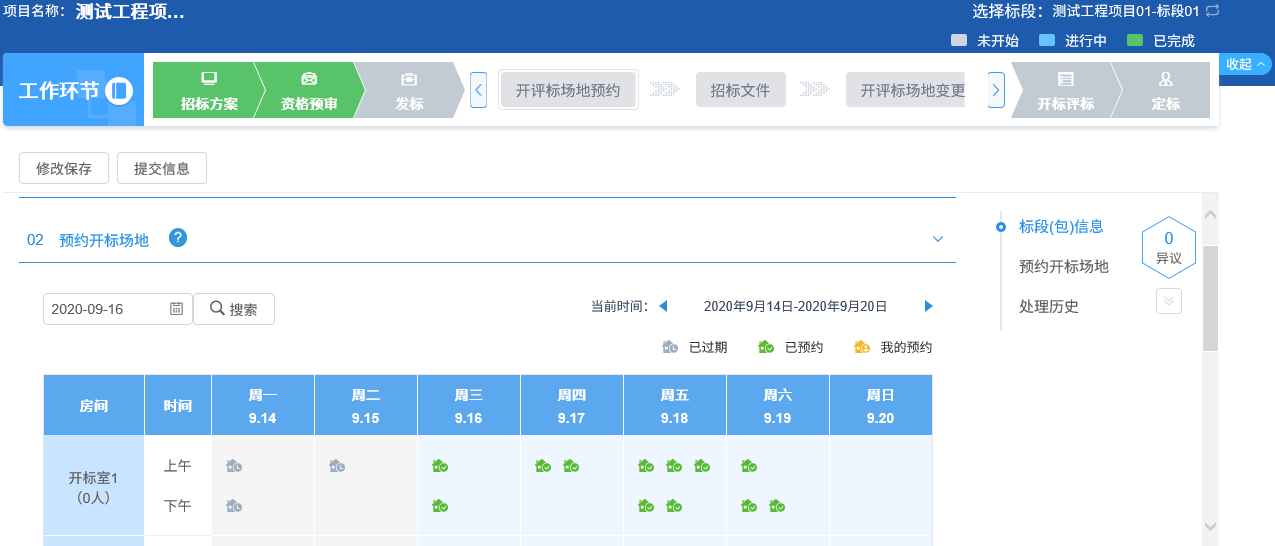 项目名称： 测试工程项...
选择标段： 测试工程项目01-标段01
未开始 进行中 已完成
工作环节
招标方案
资格预审
发标
开评标场地预约
招标文件
开评标场地变更
开标评标
定标
收起
修改保存
提交信息
02 预约开标场地 ?
标段(包)信息
预约开标场地
处理历史
0
异议
2020-09-16
搜索
当前时间： 2020年9月14日-2020年9月20日
已过期 已预约 我的预约
房间 时间 周一 周二 周三 周四 周五 周六 周日
9.14 9.15 9.16 9.17 9.18 9.19 9.20
开标室1
（0人）
上午
下午